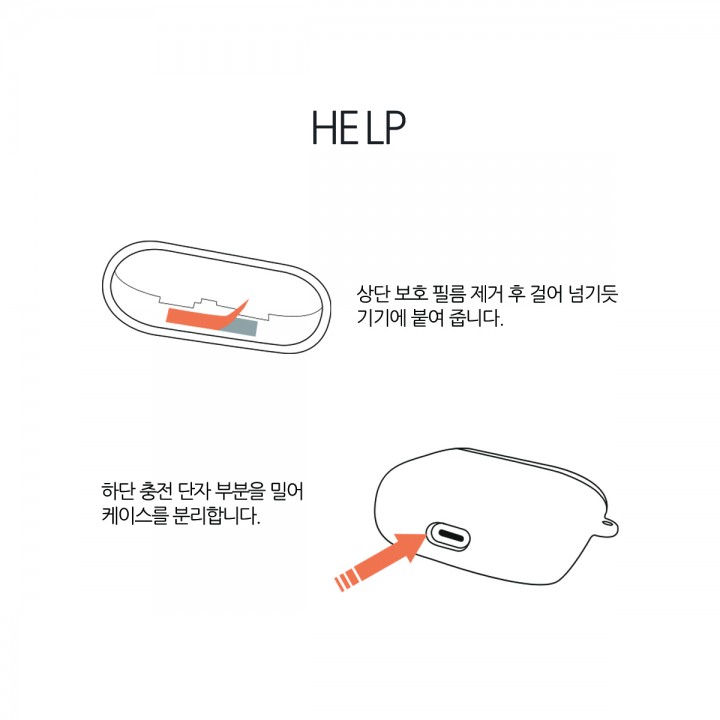 HELP
상단 보호 필름 제거 후 걸어 넘기듯
기기에 붙여 줍니다.
하단 충전 단자 부분을 밀어
케이스를 분리합니다.